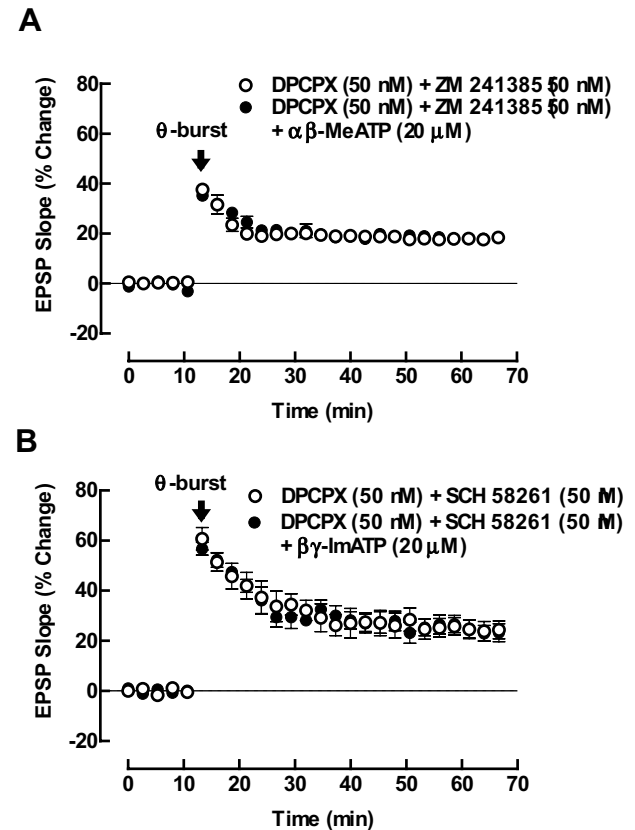 A
80
DPCPX (50 nM) + ZM 241385 (50 nM)
DPCPX (50 nM) + ZM 241385 (50 nM)
+ αβ-MeATP (20 μM)
θ-burst
60
40
20
0
-20
EPSP Slope (% Change)
0 10 20 30 40 50 60 70
Time (min)
B
80
θ-burst
DPCPX (50 nM) + SCH 58261 (50 nM)
DPCPX (50 nM) + SCH 58261 (50 nM)
+ βγ-ImATP (20 μM)
60
40
20
0
-20
EPSP Slope (% Change)
0 10 20 30 40 50 60 70
Time (min)